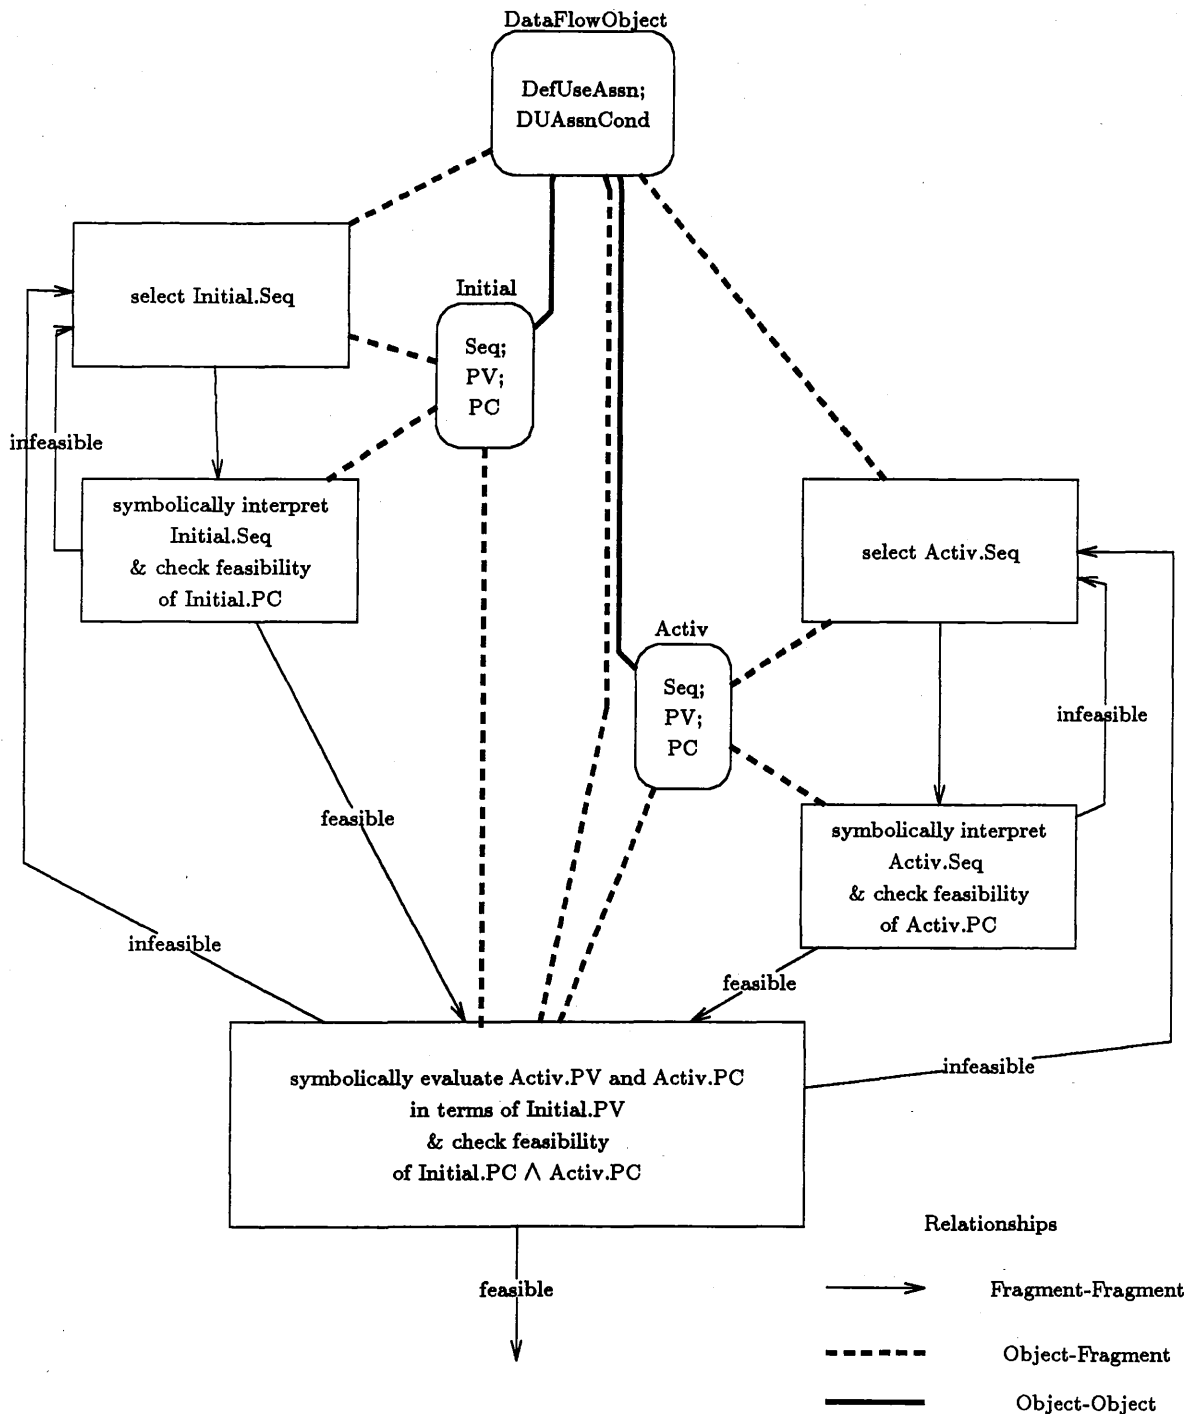 DataFlowObject
DefUseAssn;
DUAssnCond
select Initial.Seq
Initial
Seq;
PV;
PC
infeasible
symbolically interpret
Initial.Seq
& check feasibility
of Initial.PC
select Activ.Seq
Activ
Seq;
PV;
PC
infeasible
feasible
symbolically interpret
Activ.Seq
& check feasibility
of Activ.PC
infeasible
feasible
symbolically evaluate Activ.PV and Activ.PC
in terms of Initial.PV
& check feasibility
of Initial.PC ∧ Activ.PC
infeasible
feasible
Relationships
Fragment-Fragment
Object-Fragment
Object-Object